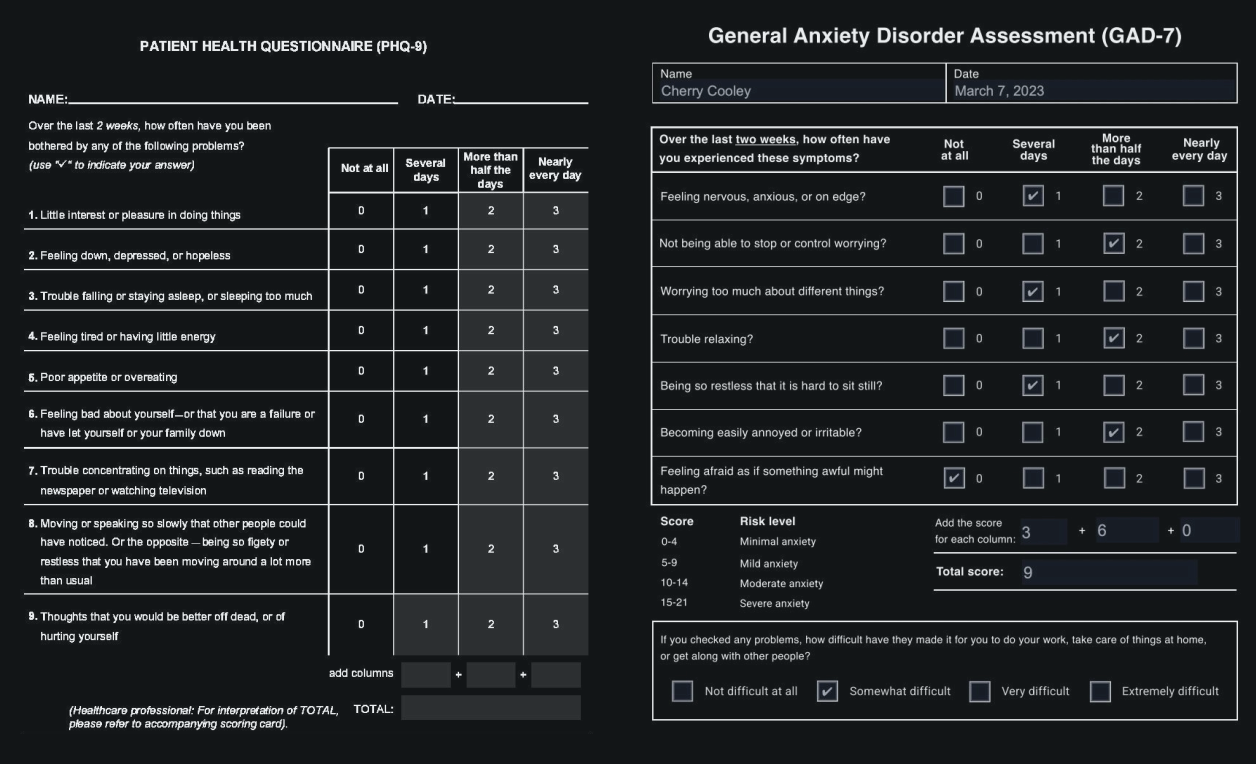 PATIENT HEALTH QUESTIONNAIRE (PHQ-9)
NAME: DATE:
Over the last 2 weeks, how often have you been
bothered by any of the following problems?
(use "✓" to indicate your answer)
Not at all
Several
days
More than
half the
days
Nearly
every day
1. Little interest or pleasure in doing things 0 1 2 3
2. Feeling down, depressed, or hopeless 0 1 2 3
3. Trouble falling or staying asleep, or sleeping too much 0 1 2 3
4. Feeling tired or having little energy 0 1 2 3
5. Poor appetite or overeating 0 1 2 3
6. Feeling bad about yourself—or that you are a failure or
have let yourself or your family down 0 1 2 3
7. Trouble concentrating on things, such as reading the
newspaper or watching television 0 1 2 3
8. Moving or speaking so slowly that other people could
have noticed. Or the opposite — being so figety or
restless that you have been moving around a lot more
than usual 0 1 2 3
9. Thoughts that you would be better off dead, or of
hurting yourself 0 1 2 3
add columns + +
(Healthcare professional: For interpretation of TOTAL, TOTAL:
please refer to accompanying scoring card).
General Anxiety Disorder Assessment (GAD-7)
Name Date
Cherry Cooley March 7, 2023
Over the last two weeks, how often have
you experienced these symptoms?
Not
at all
Several
days
More
than half
the days
Nearly
every day
Feeling nervous, anxious, or on edge? 0 ✓ 1 2 3
Not being able to stop or control worrying? 0 1 ✓ 2 3
Worrying too much about different things? 0 ✓ 1 2 3
Trouble relaxing? 0 1 ✓ 2 3
Being so restless that it is hard to sit still? 0 ✓ 1 2 3
Becoming easily annoyed or irritable? 0 1 ✓ 2 3
Feeling afraid as if something awful might
happen? ✓ 0 1 2 3
Score Risk level
0-4 Minimal anxiety
5-9 Mild anxiety
10-14 Moderate anxiety
15-21 Severe anxiety
Add the score
for each column: 3 + 6 + 0
Total score: 9
If you checked any problems, how difficult have they made it for you to do your work, take care of things at home,
or get along with other people?
Not difficult at all ✓ Somewhat difficult Very difficult Extremely difficult